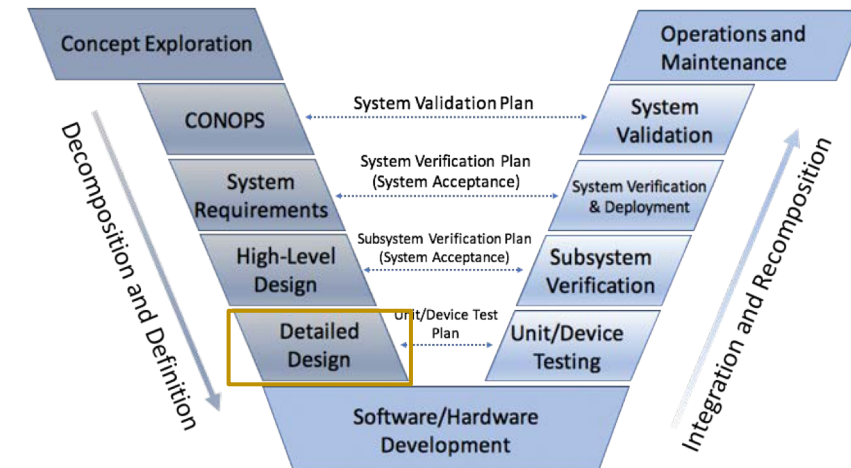 Concept Exploration
Operations and
Maintenance
CONOPS
System Validation Plan
System
Validation
System
Requirements
System Verification Plan
(System Acceptance)
System Verification
& Deployment
High-Level
Design
Subsystem Verification Plan
(System Acceptance)
Subsystem
Verification
Detailed
Design
Unit/Device Test
Plan
Unit/Device
Testing
Software/Hardware
Development
Decomposition and Definition
Integration and Recomposition